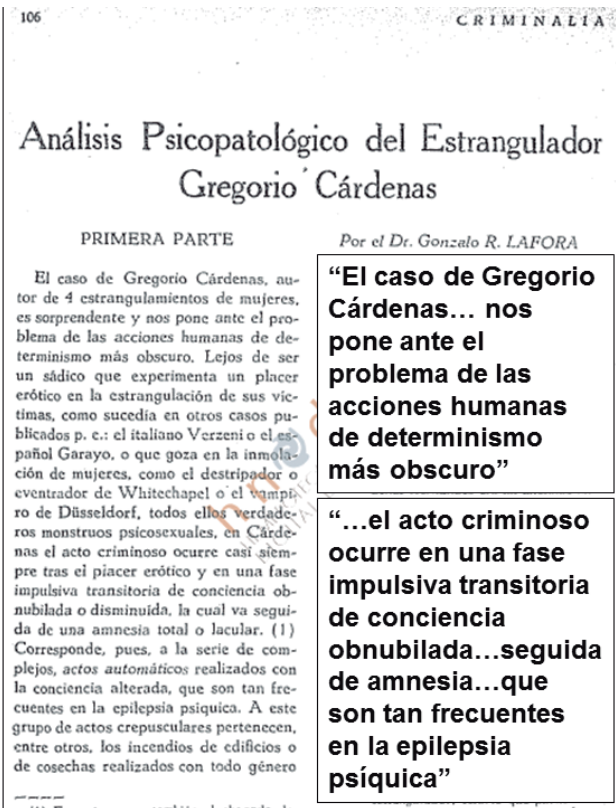 106
CRIMINALIA
Análisis Psicopatológico del Estrangulador
Gregorio Cárdenas
PRIMERA PARTE
Por el Dr. Gonzalo R. LAFORA
El caso de Gregorio Cárdenas, au-
tor de 4 estrangulamientos de mujeres,
es sorprendente y nos pone ante el pro-
blema de las acciones humanas de de-
terminismo más obscuro. Lejos de ser
un sádico que experimenta un placer
erótico en la estrangulación de sus víc-
timas, como sucedía en otros casos pu-
blicados p. e.: el italiano Verzeni o el es-
pañol Garayo, o que goza en la inmola-
ción de mujeres, como el destripador o
eventrador de Whitechapel o el vampi-
ro de Düsseldorf, todos ellos verdade-
ros monstruos psicosexuales, en Cárde-
nas el acto criminoso ocurre casi siem-
pre tras el piacer erótico y en una fase
impulsiva transitoria de conciencia ob-
nubilada o disminuída, la cual va segui-
da de una amnesia total o lacular. (1)
Corresponde, pues, a la serie de com-
plejos, actos automáticos realizados con
la conciencia alterada, que son tan fre-
cuentes en la epilepsia psíquica. A este
grupo de actos crepusculares pertenecen,
entre otros, los incendios de edificios o
de cosechas realizados con todo género
“El caso de Gregorio
Cárdenas… nos
pone ante el
problema de las
acciones humanas
de determinismo
más obscuro”
“…el acto criminoso
ocurre en una fase
impulsiva transitoria
de conciencia
obnubilada…seguida
de amnesia…que
son tan frecuentes
en la epilepsia
psíquica”